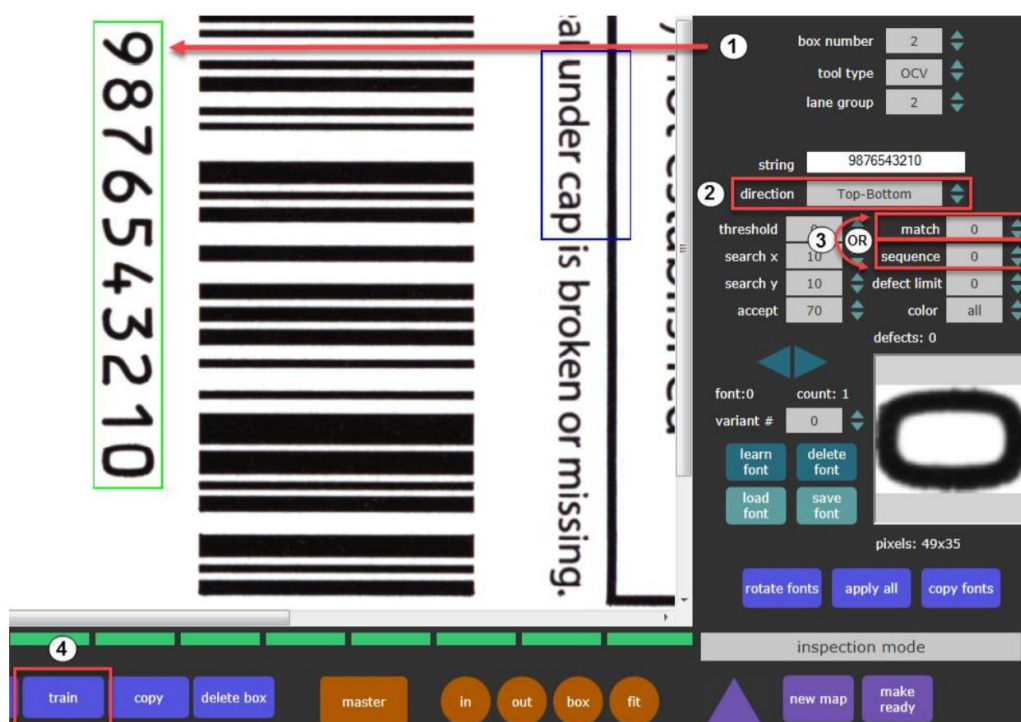 9876543210
al under cap is broken or missing.
y not established
1
box number 2
tool type OCV
lane group 2
string 9876543210
2
direction Top-Bottom
threshold
3
OR
match 0
search x 10
sequence 0
search y 10
defect limit 0
accept 70
color all
defects: 0
font:0
count: 1
variant # 0
learn font
delete font
load font
save font
pixels: 49x35
rotate fonts
apply all
copy fonts
4
inspection mode
train
copy
delete box
master
in
out
box
fit
new map
make ready